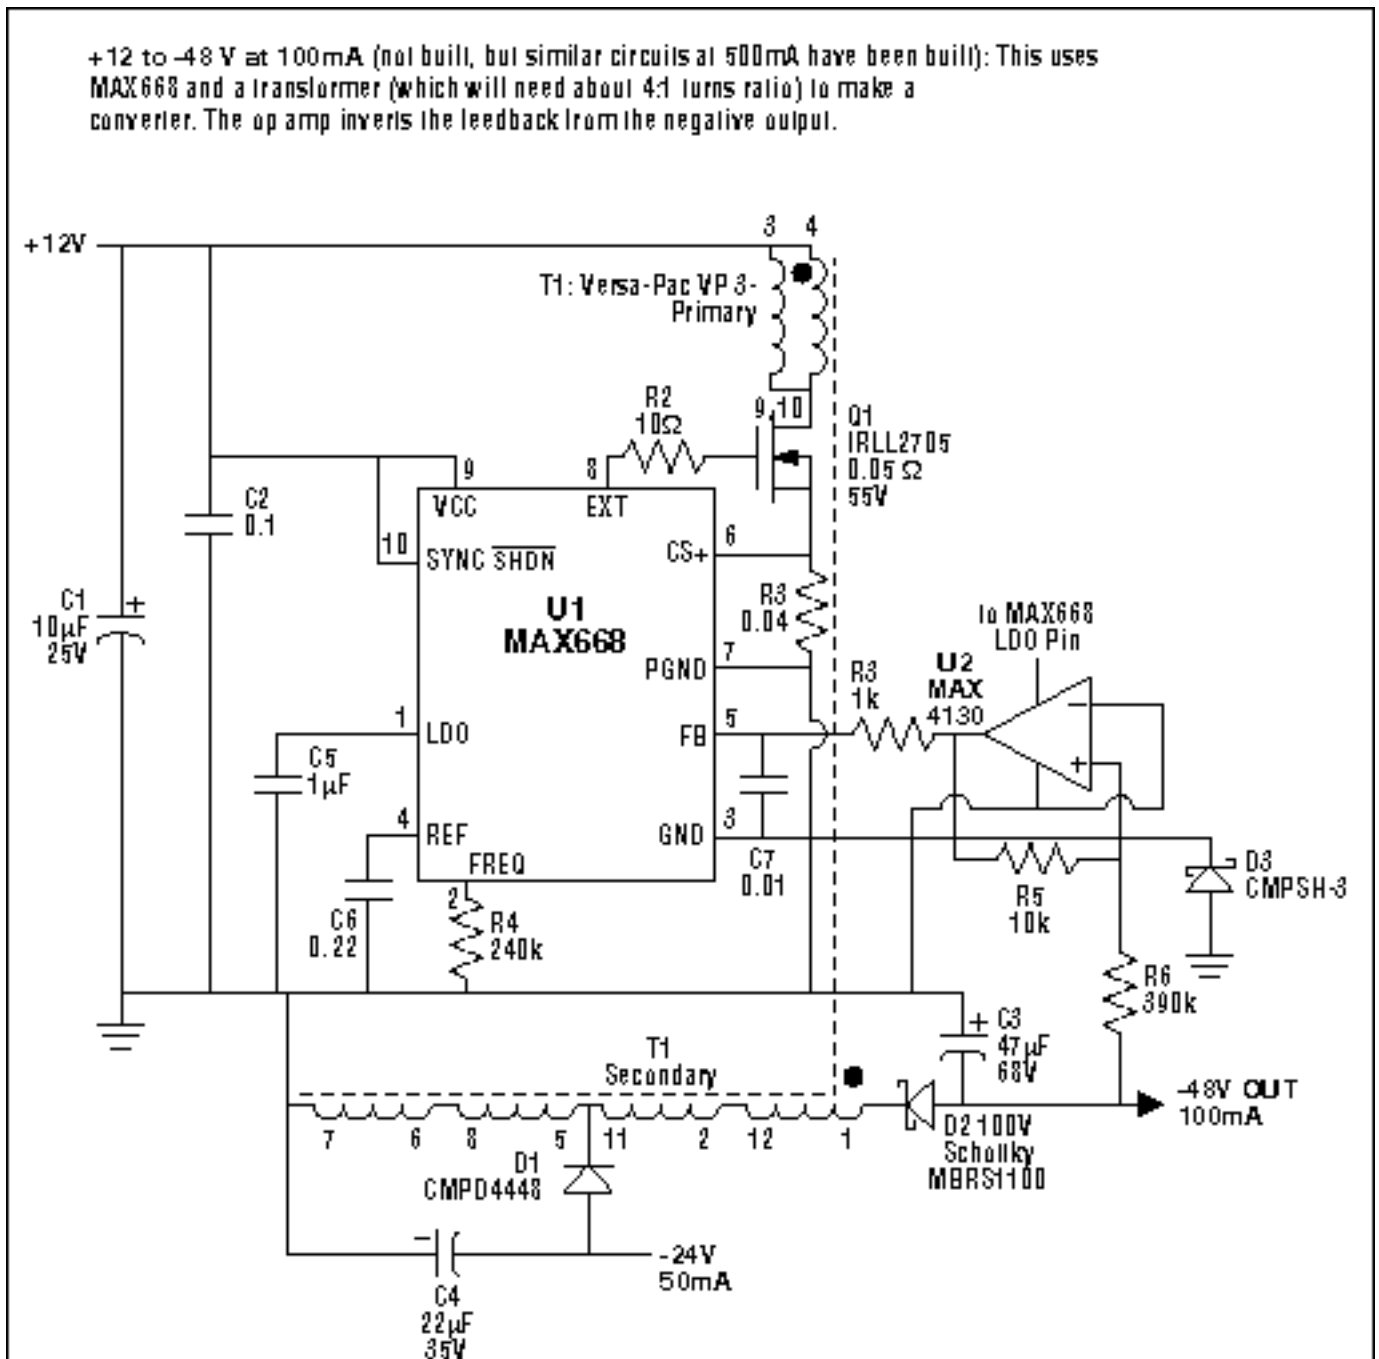 +12 to -48 V at 100mA (not built, but similar circuits at 500mA have been built): This uses
MAX668 and a transformer (which will need about 4:1 turns ratio) to make a
converter. The op amp inverts the feedback from the negative output.
3 4
+12V
T1: Versa-Pac VP 3-
Primary
R2
10Ω
9 10
Q1
IRLL2705
0.05 Ω
55V
9
8
VCC
EXT
C2
0.1
10
SYNC SHDN
6
CS+
U1
MAX668
R3
0.04
C1
10µF
25V
+
to MAX668
LDO Pin
7
PGND
R3
1k
U2
MAX
4130
−
+
1
LDO
5
FB
C5
1µF
4
REF
3
GND
FREQ
2
C7
0.01
D3
CMPSH-3
R5
10k
C6
0.22
R4
240k
R6
390k
+ C3
47µF
68V
T1
Secondary
-48V OUT
100mA
7 6 8 5 11 2 12 1
D2 100V
Schottky
MBRS1100
D1
CMPD4448
−
-24V
50mA
C4
22µF
35V